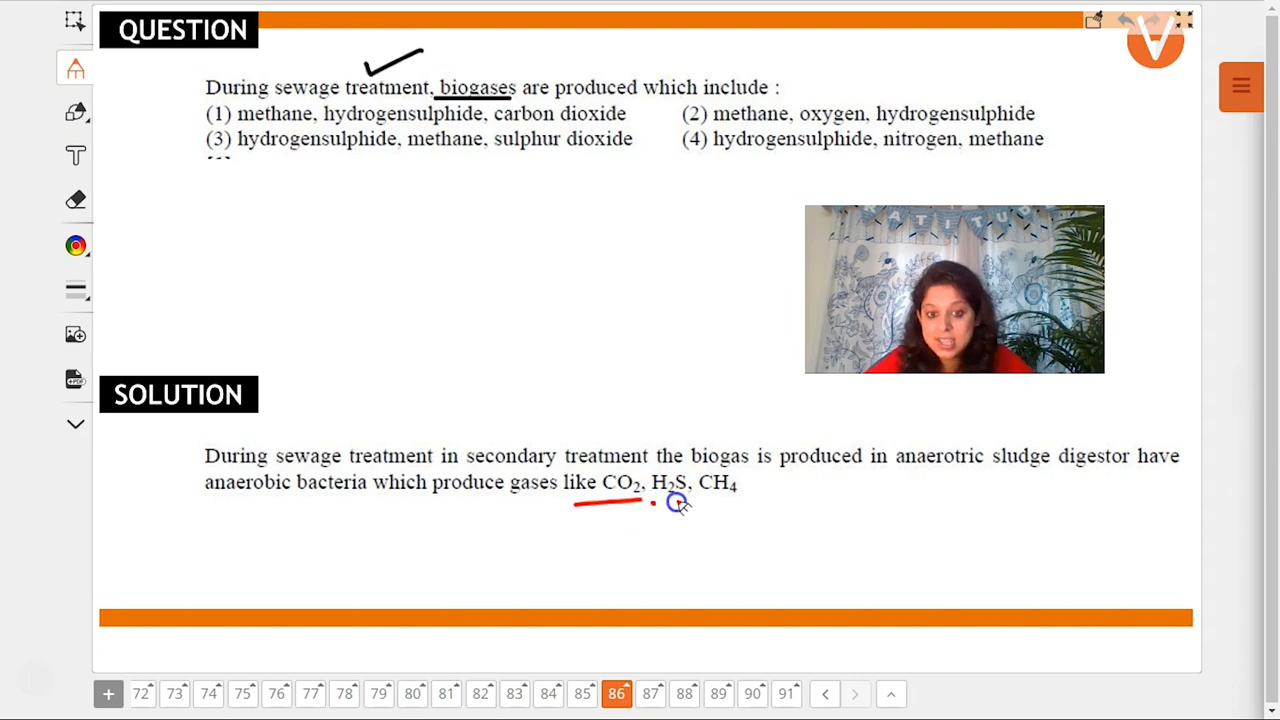 QUESTION
During sewage treatment, biogases are produced which include :
(1) methane, hydrogensulphide, carbon dioxide (2) methane, oxygen, hydrogensulphide
(3) hydrogensulphide, methane, sulphur dioxide (4) hydrogensulphide, nitrogen, methane
RATITUD
SOLUTION
During sewage treatment in secondary treatment the biogas is produced in anaerotric sludge digestor have
anaerobic bacteria which produce gases like CO2, H2S, CH4
72 73 74 75 76 77 78 79 80 81 82 83 84 85 86 87 88 89 90 91